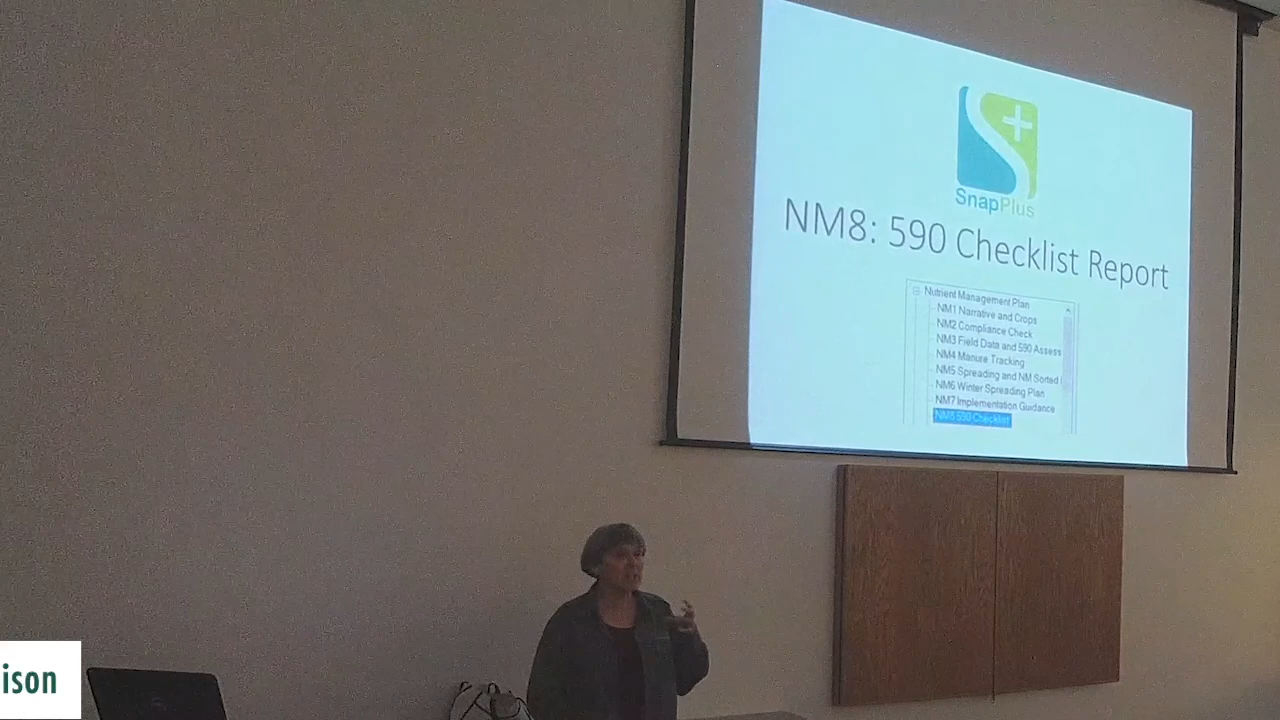 SnapPlus
NM8: 590 Checklist Report
Nutrient Management Plan
NM1 Narrative and Crops
NM2 Compliance Check
NM3 Field Data and 590 Assess
NM4 Manure Tracking
NM5 Spreading and NM Sorted
NM6 Winter Spreading Plan
NM7 Implementation Guidance
NM8 590 Checklist
ison